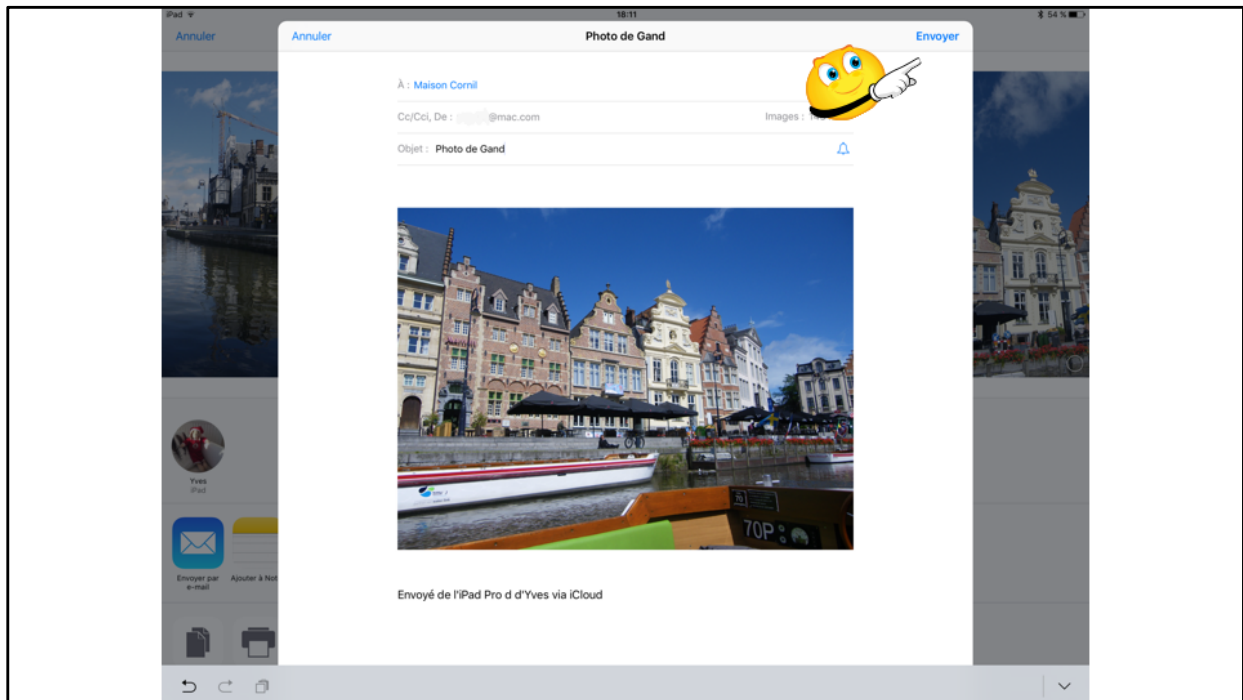 iPad
18:11
54 %
Annuler
Annuler
Photo de Gand
Envoyer
À : Maison Cornil
Cc/Cci, De :
@mac.com
Images :
Objet : Photo de Gand
70P
Yves
iPad
Envoyer par
e-mail
Ajouter à Not
Envoyé de l'iPad Pro d d'Yves via iCloud